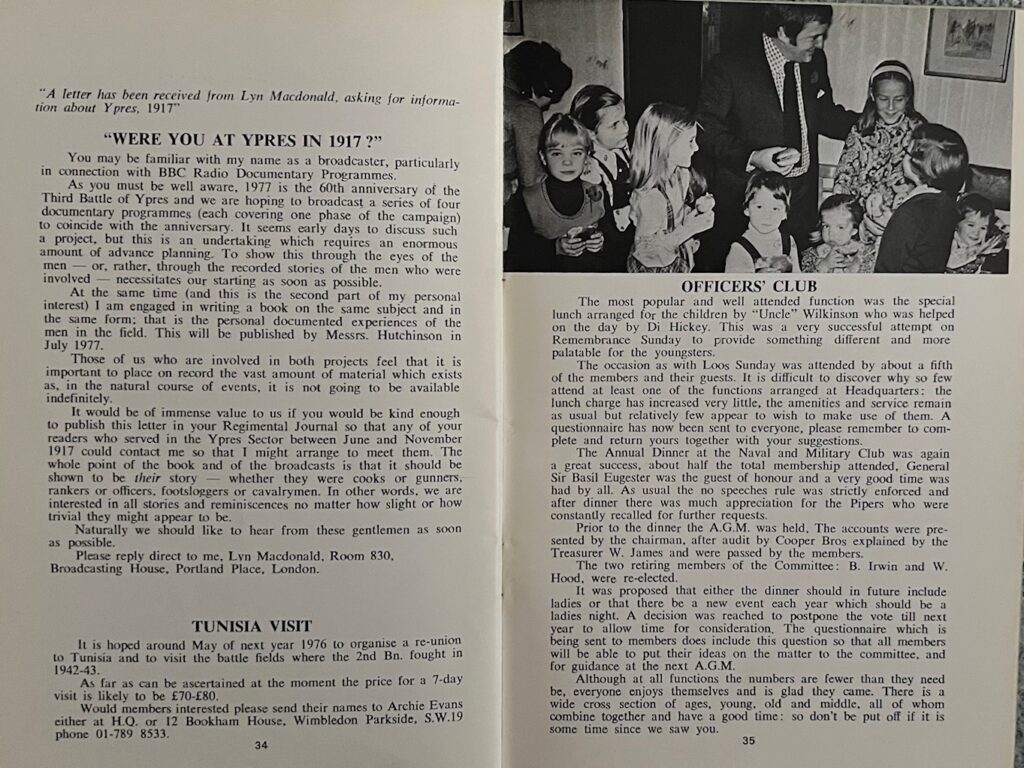 "A letter has been received from Lyn Macdonald, asking for informa-
tion about Ypres, 1917"
"WERE YOU AT YPRES IN 1917?"
You may be familiar with my name as a broadcaster, particularly
in connection with BBC Radio Documentary Programmes.
As you must be well aware, 1977 is the 60th anniversary of the
Third Battle of Ypres and we are hoping to broadcast a series of four
documentary programmes (each covering one phase of the campaign)
to coincide with the anniversary. It seems early days to discuss such
a project, but this is an undertaking which requires an enormous
amount of advance planning. To show this through the eyes of the
men — or, rather, through the recorded stories of the men who were
involved — necessitates our starting as soon as possible.
At the same time (and this is the second part of my personal
interest) I am engaged in writing a book on the same subject and in
the same form; that is the personal documented experiences of the
men in the field. This will be published by Messrs. Hutchinson in
July 1977.
Those of us who are involved in both projects feel that it is
important to place on record the vast amount of material which exists
as, in the natural course of events, it is not going to be available
indefinitely.
It would be of immense value to us if you would be kind enough
to publish this letter in your Regimental Journal so that any of your
readers who served in the Ypres Sector between June and November
1917 could contact me so that I might arrange to meet them. The
whole point of the book and of the broadcasts is that it should be
shown to be their story — whether they were cooks or gunners,
rankers or officers, footsloggers or cavalrymen. In other words, we are
interested in all stories and reminiscences no matter how slight or how
trivial they might appear to be.
Naturally we should like to hear from these gentlemen as soon
as possible.
Please reply direct to me, Lyn Macdonald, Room 830,
Broadcasting House, Portland Place, London.
TUNISIA VISIT
It is hoped around May of next year 1976 to organise a re-union
to Tunisia and to visit the battle fields where the 2nd Bn. fought in
1942-43.
As far as can be ascertained at the moment the price for a 7-day
visit is likely to be £70-£80.
Would members interested please send their names to Archie Evans
either at H.Q. or 12 Bookham House, Wimbledon Parkside, S.W.19
phone 01-789 8533.
34
OFFICERS' CLUB
The most popular and well attended function was the special
lunch arranged for the children by "Uncle" Wilkinson who was helped
on the day by Di Hickey. This was a very successful attempt on
Remembrance Sunday to provide something different and more
palatable for the youngsters.
The occasion as with Loos Sunday was attended by about a fifth
of the members and their guests. It is difficult to discover why so few
attend at least one of the functions arranged at Headquarters: the
lunch charge has increased very little, the amenities and service remain
as usual but relatively few appear to wish to make use of them. A
questionnaire has now been sent to everyone, please remember to com-
plete and return yours together with your suggestions.
The Annual Dinner at the Naval and Military Club was again
a great success, about half the total membership attended, General
Sir Basil Eugester was the guest of honour and a very good time was
had by all. As usual the no speeches rule was strictly enforced and
after dinner there was much appreciation for the Pipers who were
constantly recalled for further requests.
Prior to the dinner the A.G.M. was held. The accounts were pre-
sented by the chairman, after audit by Cooper Bros explained by the
Treasurer W. James and were passed by the members.
The two retiring members of the Committee: B. Irwin and W.
Hood, were re-elected.
It was proposed that either the dinner should in future include
ladies or that there be a new event each year which should be a
ladies night. A decision was reached to postpone the vote till next
year to allow time for consideration. The questionnaire which is
being sent to members does include this question so that all members
will be able to put their ideas on the matter to the committee, and
for guidance at the next A.G.M.
Although at all functions the numbers are fewer than they need
be, everyone enjoys themselves and is glad they came. There is a
wide cross section of ages, young, old and middle, all of whom
combine together and have a good time: so don't be put off if it is
some time since we saw you.
35